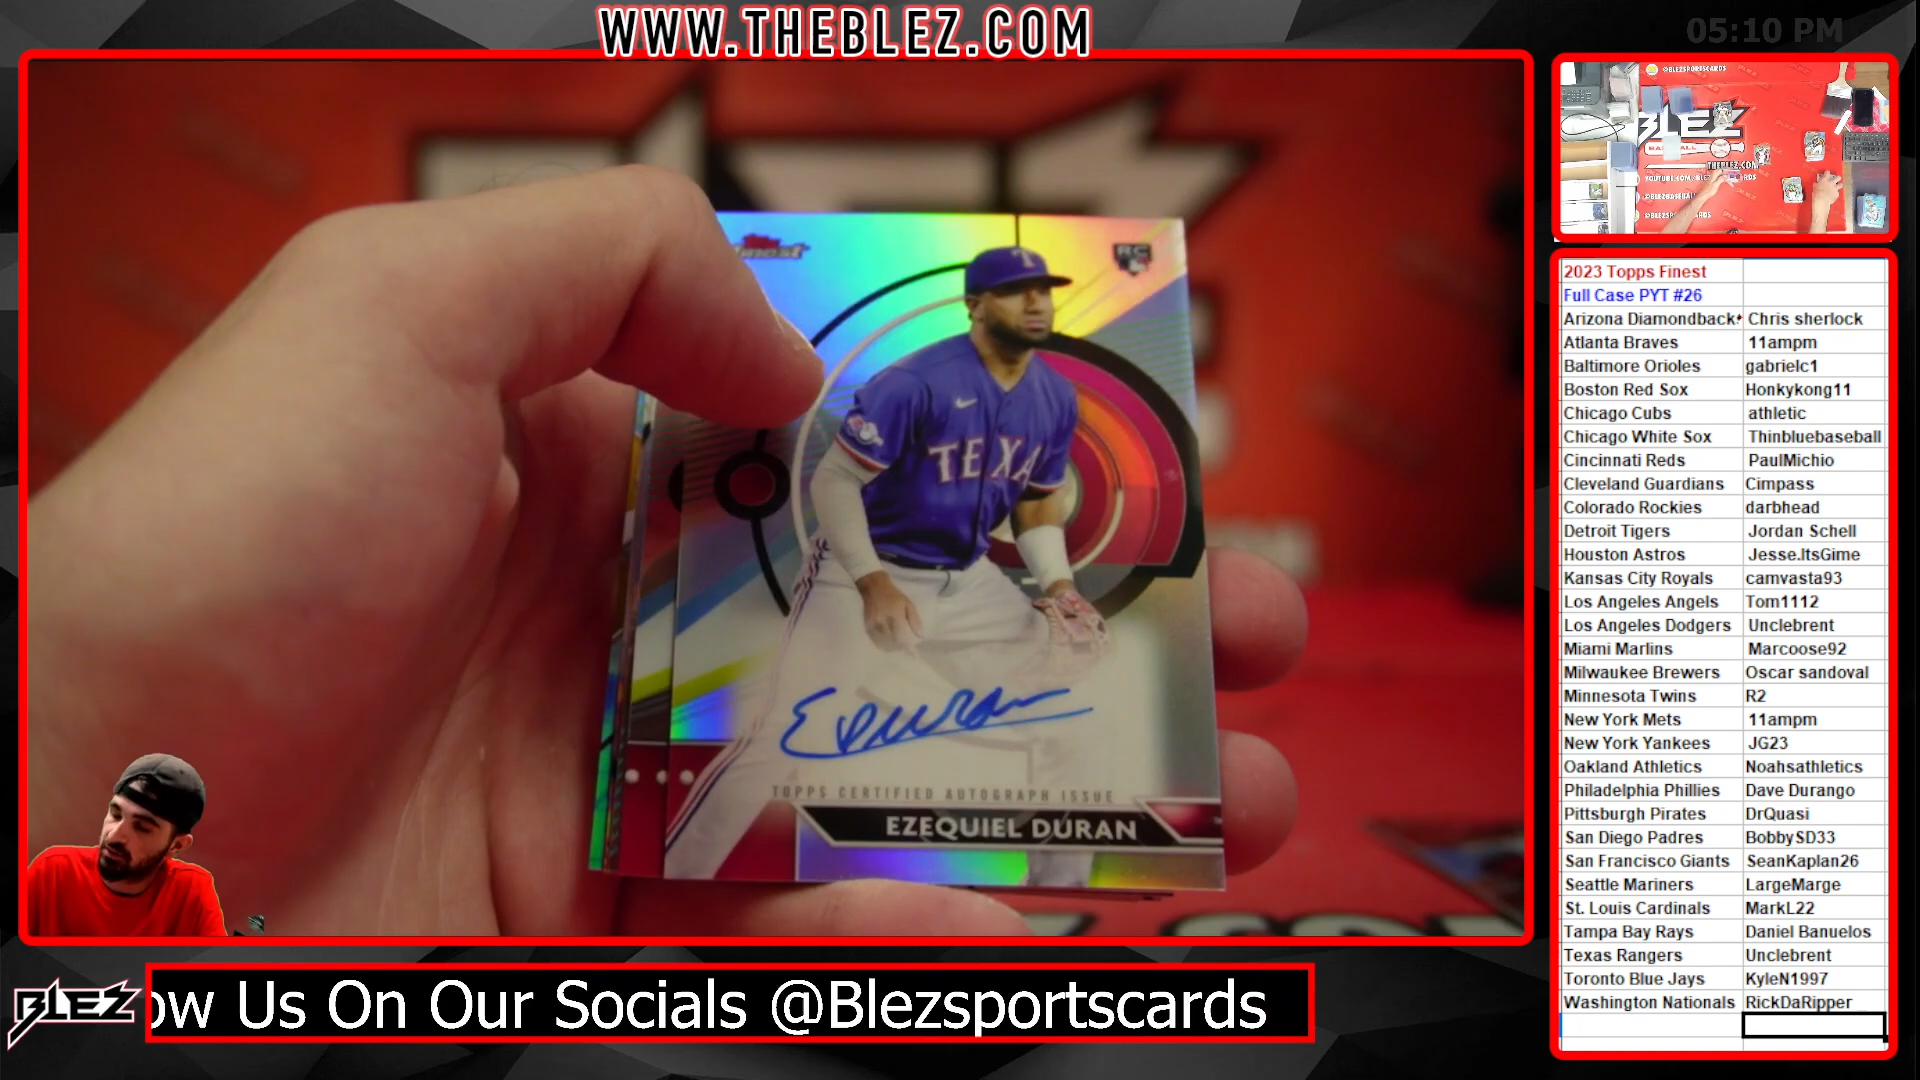 WWW.THEBLEZ.COM
05:10 PM
RC
TEXA
TOPPS CERTIFIED AUTOGRAPH ISSUE
EZEQUIEL DURAN
@BLEZSPORTSCARDS
BLEZ
THEBLEZ.COM
2023 Topps Finest
Full Case PYT #26
Arizona Diamondback Chris sherlock
Atlanta Braves 11ampm
Baltimore Orioles gabrielc1
Boston Red Sox Honkykong11
Chicago Cubs athletic
Chicago White Sox Thinbluebaseball
Cincinnati Reds PaulMichio
Cleveland Guardians Cimpass
Colorado Rockies darbhead
Detroit Tigers Jordan Schell
Houston Astros Jesse.ItsGime
Kansas City Royals camvasta93
Los Angeles Angels Tom1112
Los Angeles Dodgers Unclebrent
Miami Marlins Marcoose92
Milwaukee Brewers Oscar sandoval
Minnesota Twins R2
New York Mets 11ampm
New York Yankees JG23
Oakland Athletics Noahsathletics
Philadelphia Phillies Dave Durango
Pittsburgh Pirates DrQuasi
San Diego Padres BobbySD33
San Francisco Giants SeanKaplan26
Seattle Mariners LargeMarge
St. Louis Cardinals MarkL22
Tampa Bay Rays Daniel Banuelos
Texas Rangers Unclebrent
Toronto Blue Jays KyleN1997
Washington Nationals RickDaRipper
BLEZ
ow Us On Our Socials @Blezsportscards